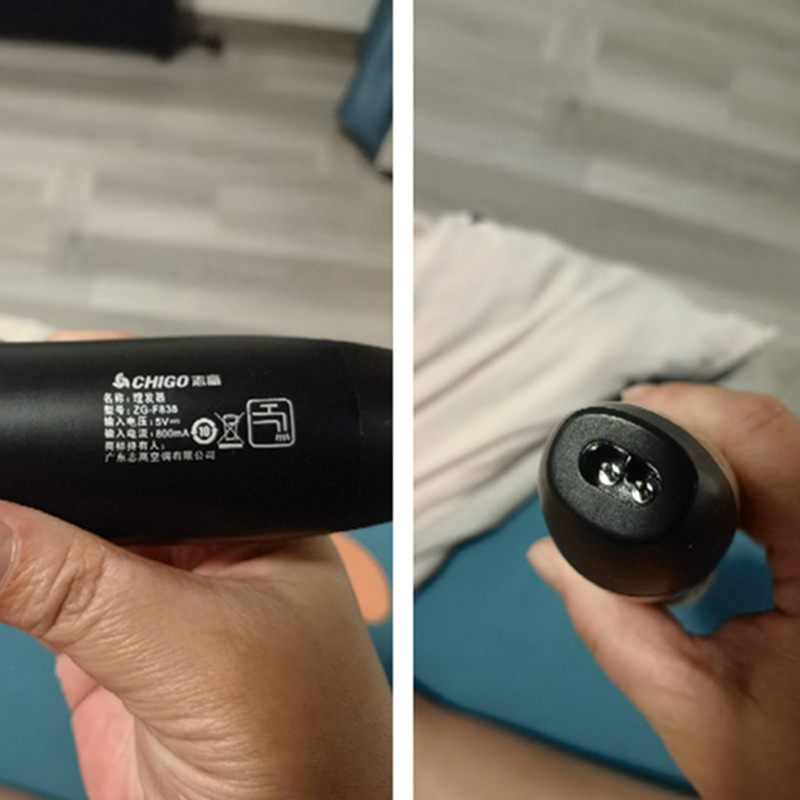 CHIGO 志高
名称：理发器
型号：ZG-F838
输入电压：5V⎓
输入电流：800mA
10
商标持有人：
广东志高空调有限公司